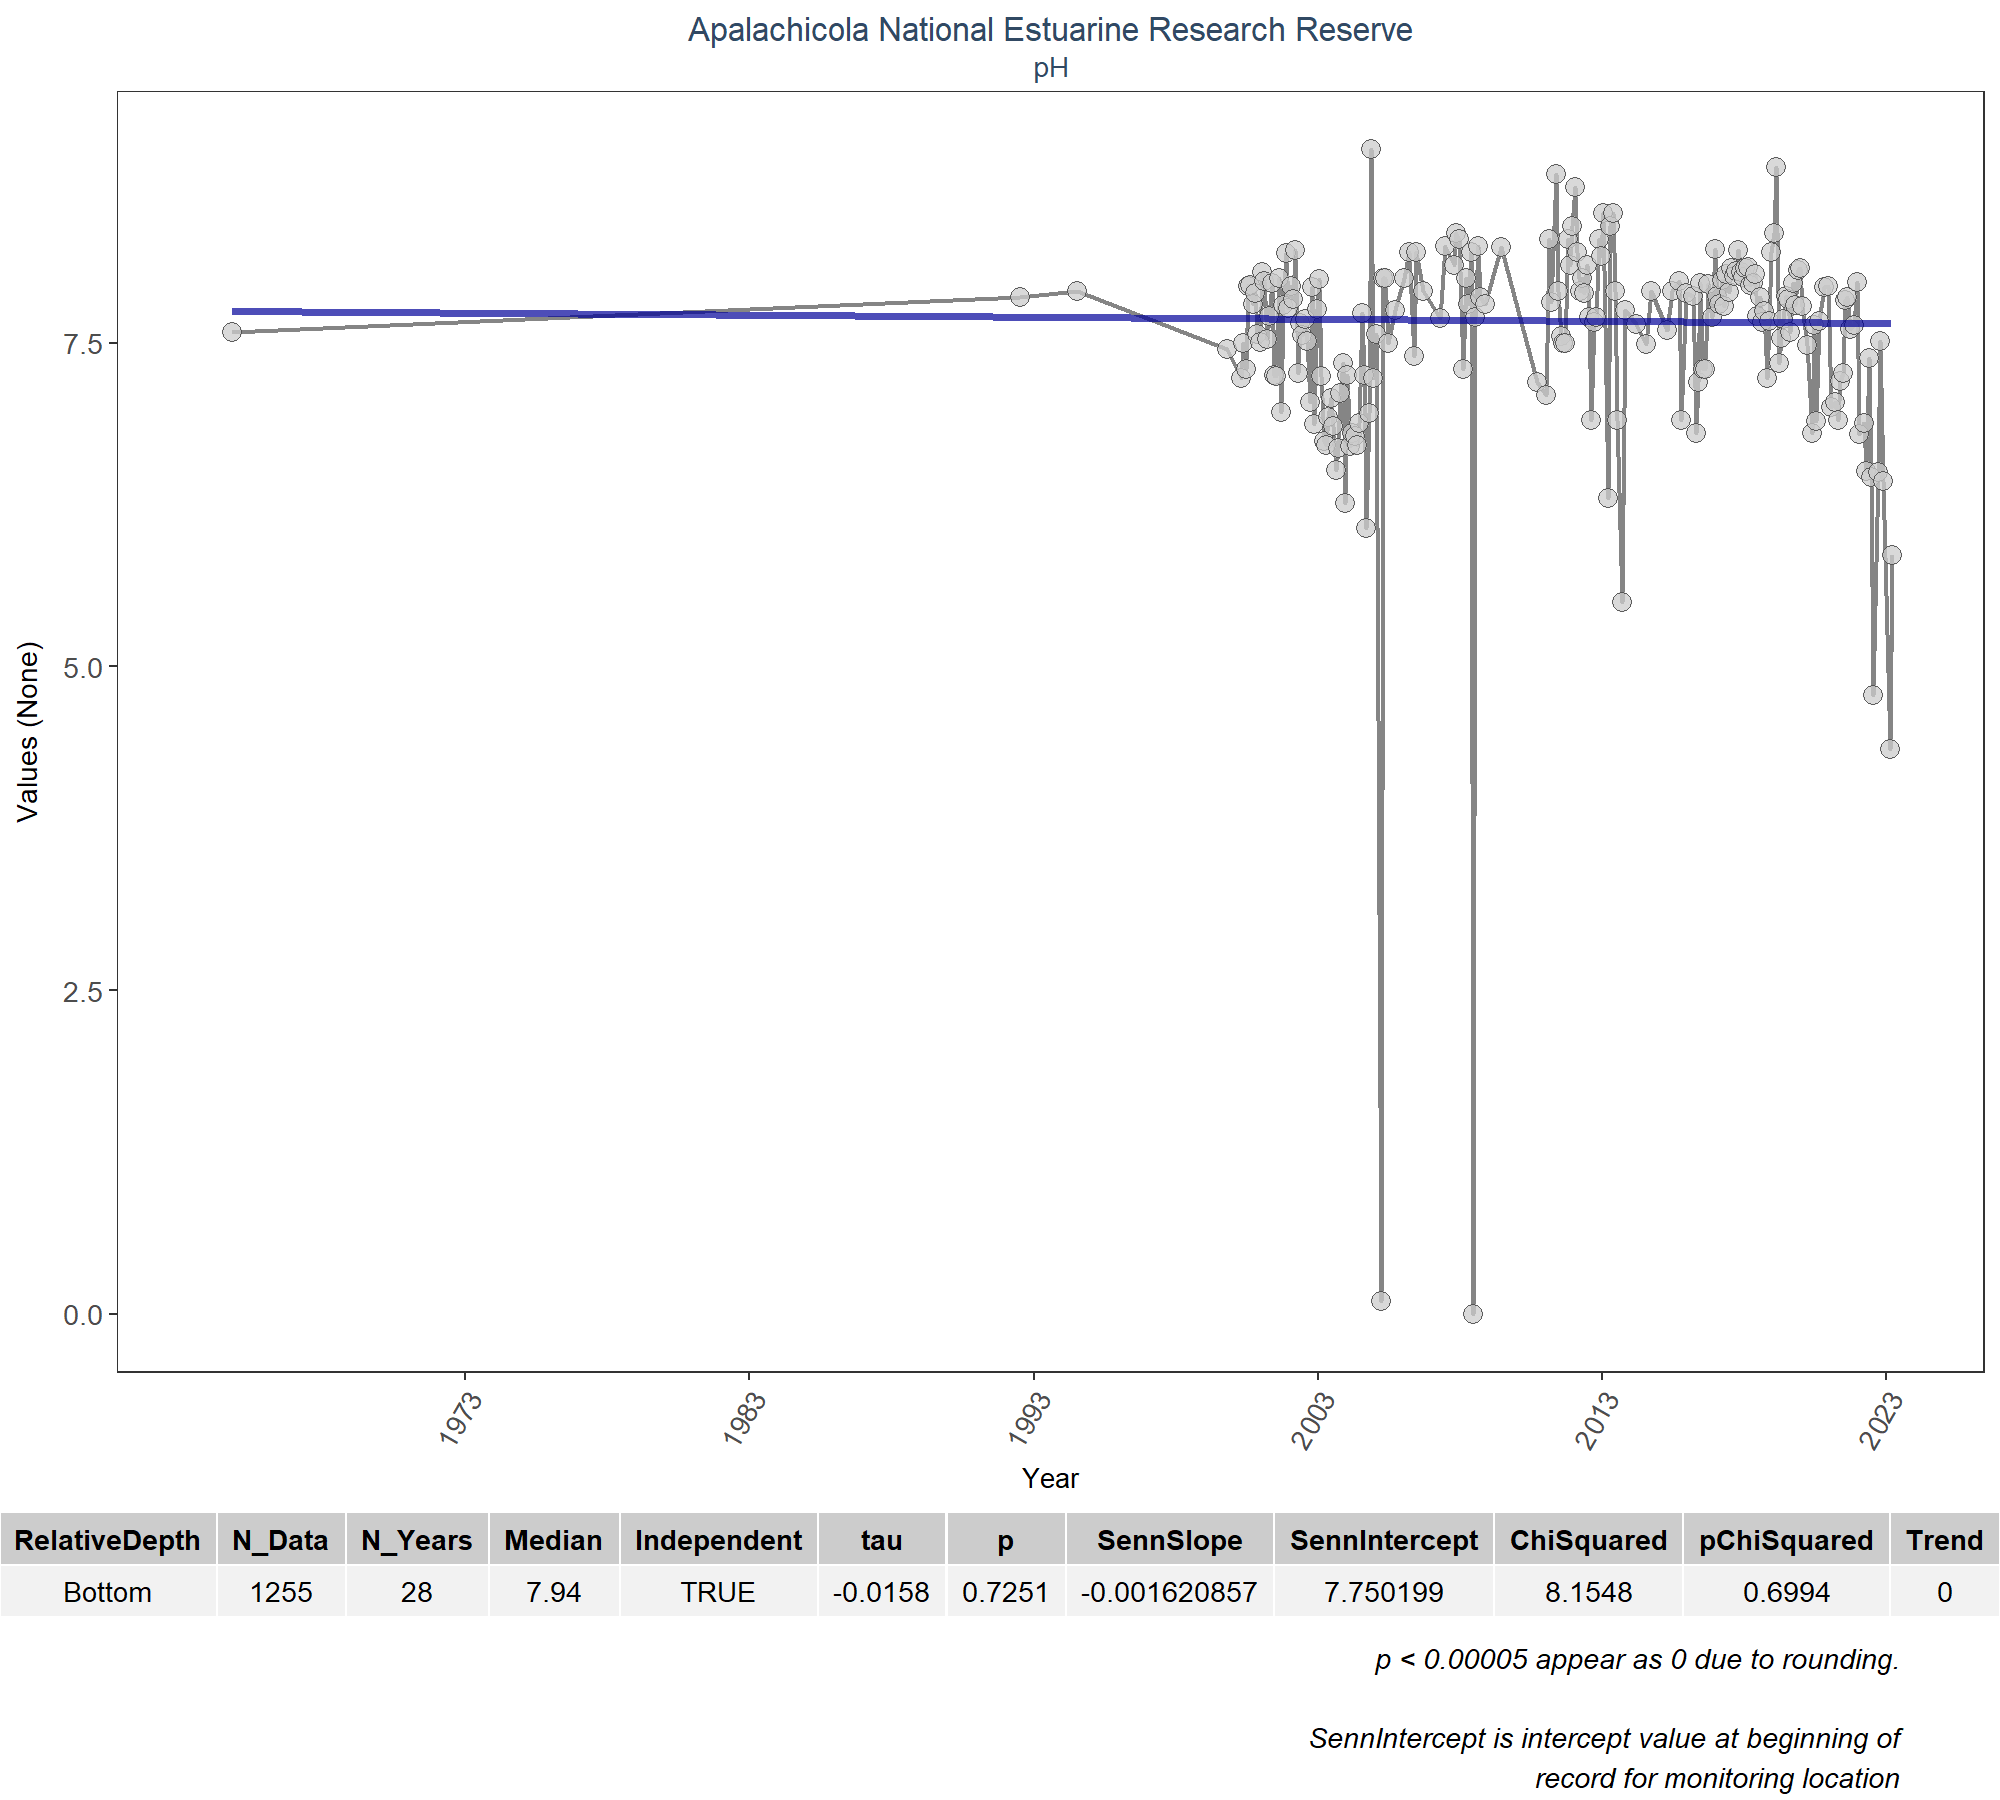 Apalachicola National Estuarine Research Reserve
pH
Values (None)
7.5
5.0
2.5
0.0
1973 1983 1993 2003 2013 2023
Year
RelativeDepth N_Data N_Years Median Independent tau p SennSlope SennIntercept ChiSquared pChiSquared Trend
Bottom 1255 28 7.94 TRUE -0.0158 0.7251 -0.001620857 7.750199 8.1548 0.6994 0
p < 0.00005 appear as 0 due to rounding.
SennIntercept is intercept value at beginning of
record for monitoring location